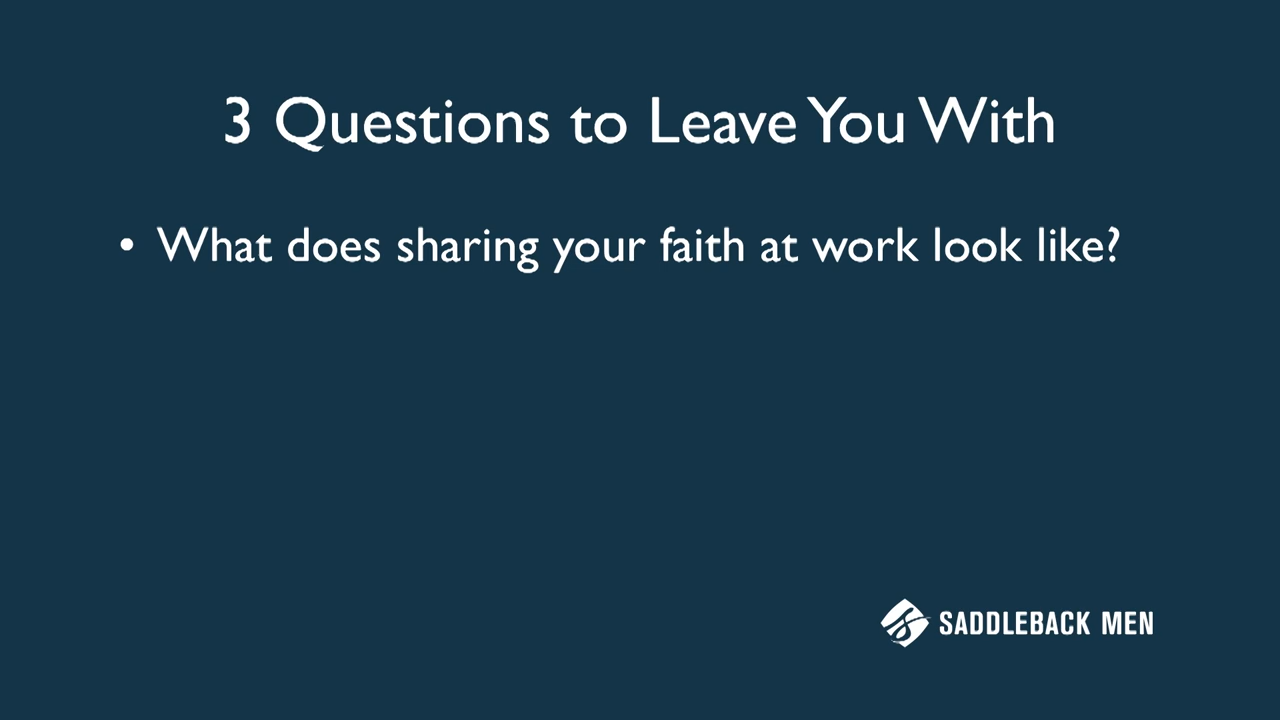 3 Questions to Leave You With
• What does sharing your faith at work look like?
SADDLEBACK MEN